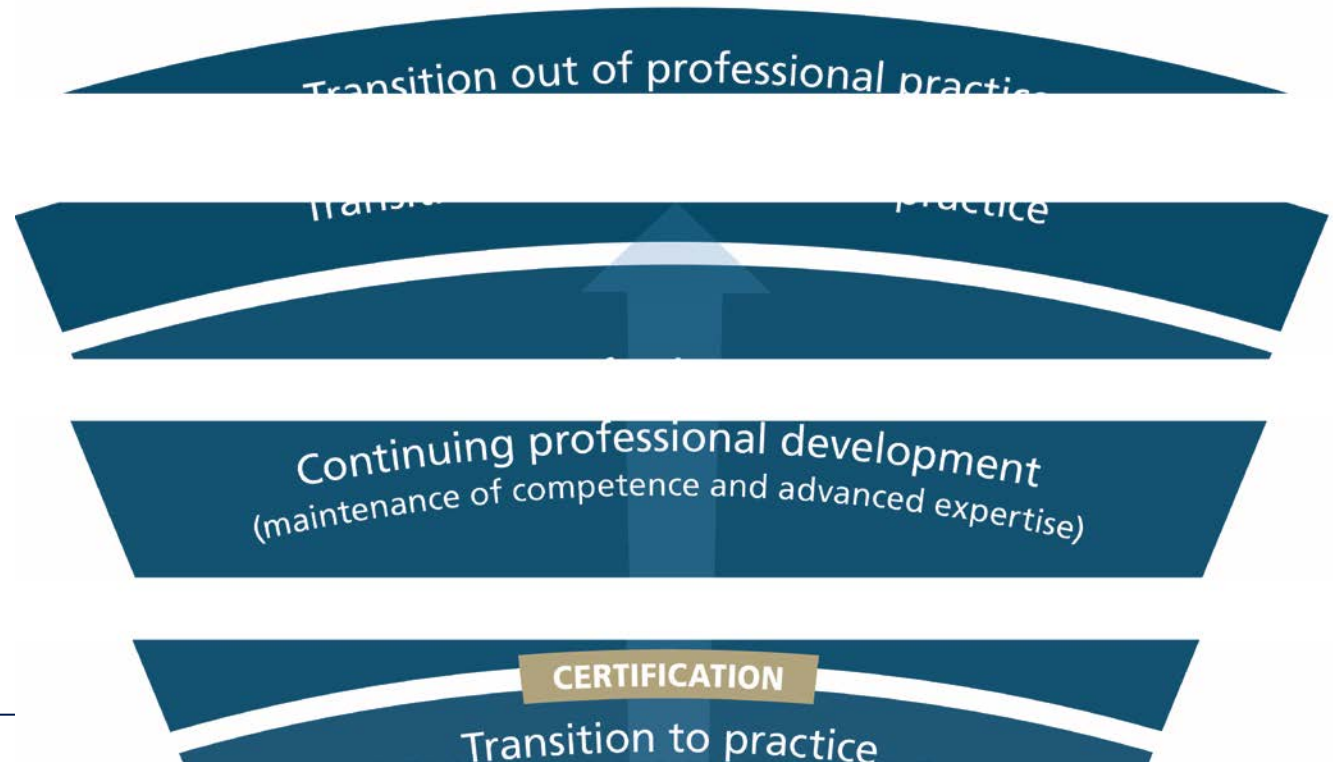 Transition out of professional practice
Continuing professional development
(maintenance of competence and advanced expertise)
CERTIFICATION
Transition to practice